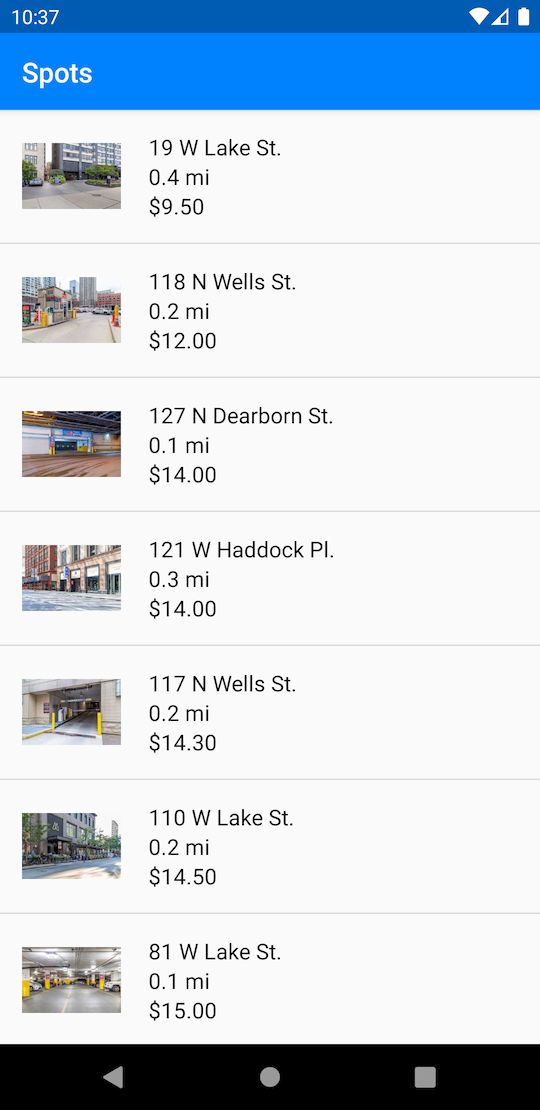 10:37
Spots
19 W Lake St.
0.4 mi
$9.50
118 N Wells St.
0.2 mi
$12.00
127 N Dearborn St.
0.1 mi
$14.00
121 W Haddock Pl.
0.3 mi
$14.00
117 N Wells St.
0.2 mi
$14.30
110 W Lake St.
0.2 mi
$14.50
81 W Lake St.
0.1 mi
$15.00